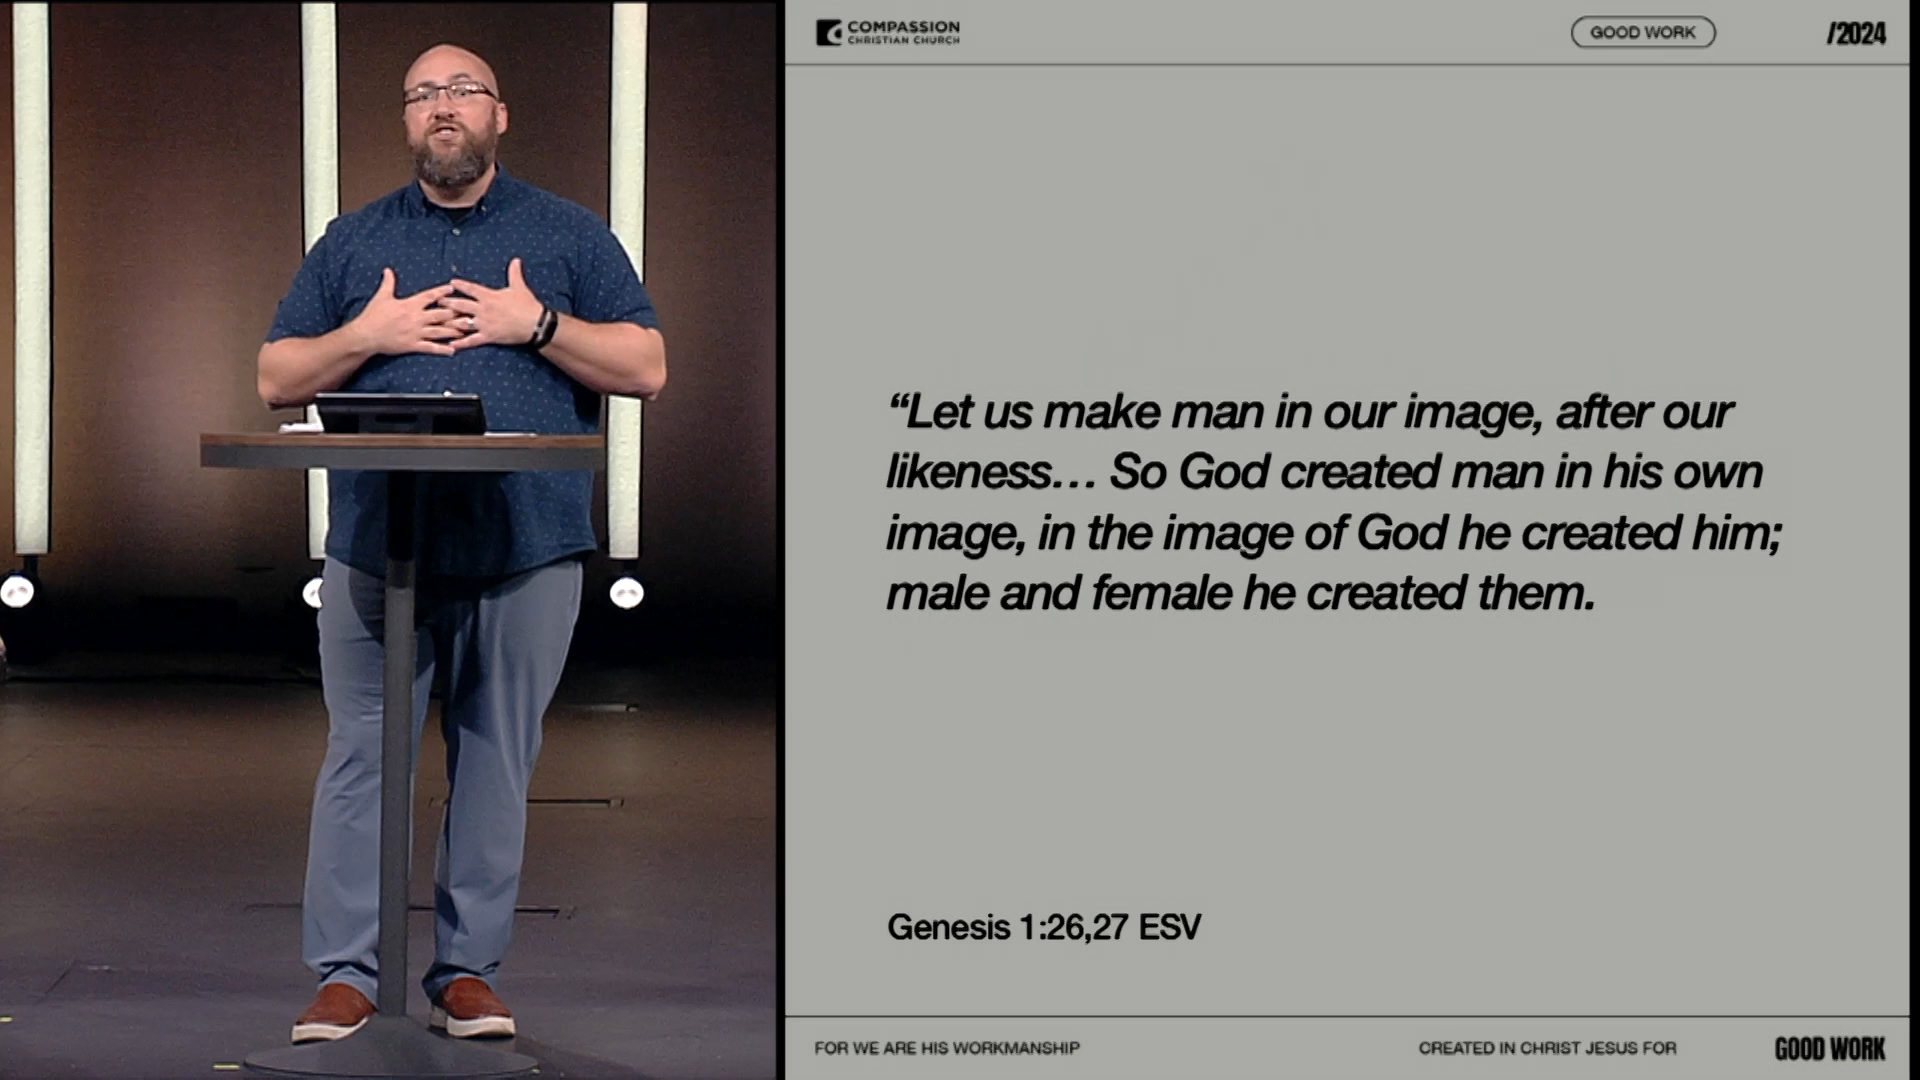 COMPASSION
CHRISTIAN CHURCH
GOOD WORK
/2024
“Let us make man in our image, after our
likeness… So God created man in his own
image, in the image of God he created him;
male and female he created them.
Genesis 1:26,27 ESV
FOR WE ARE HIS WORKMANSHIP
CREATED IN CHRIST JESUS FOR
GOOD WORK